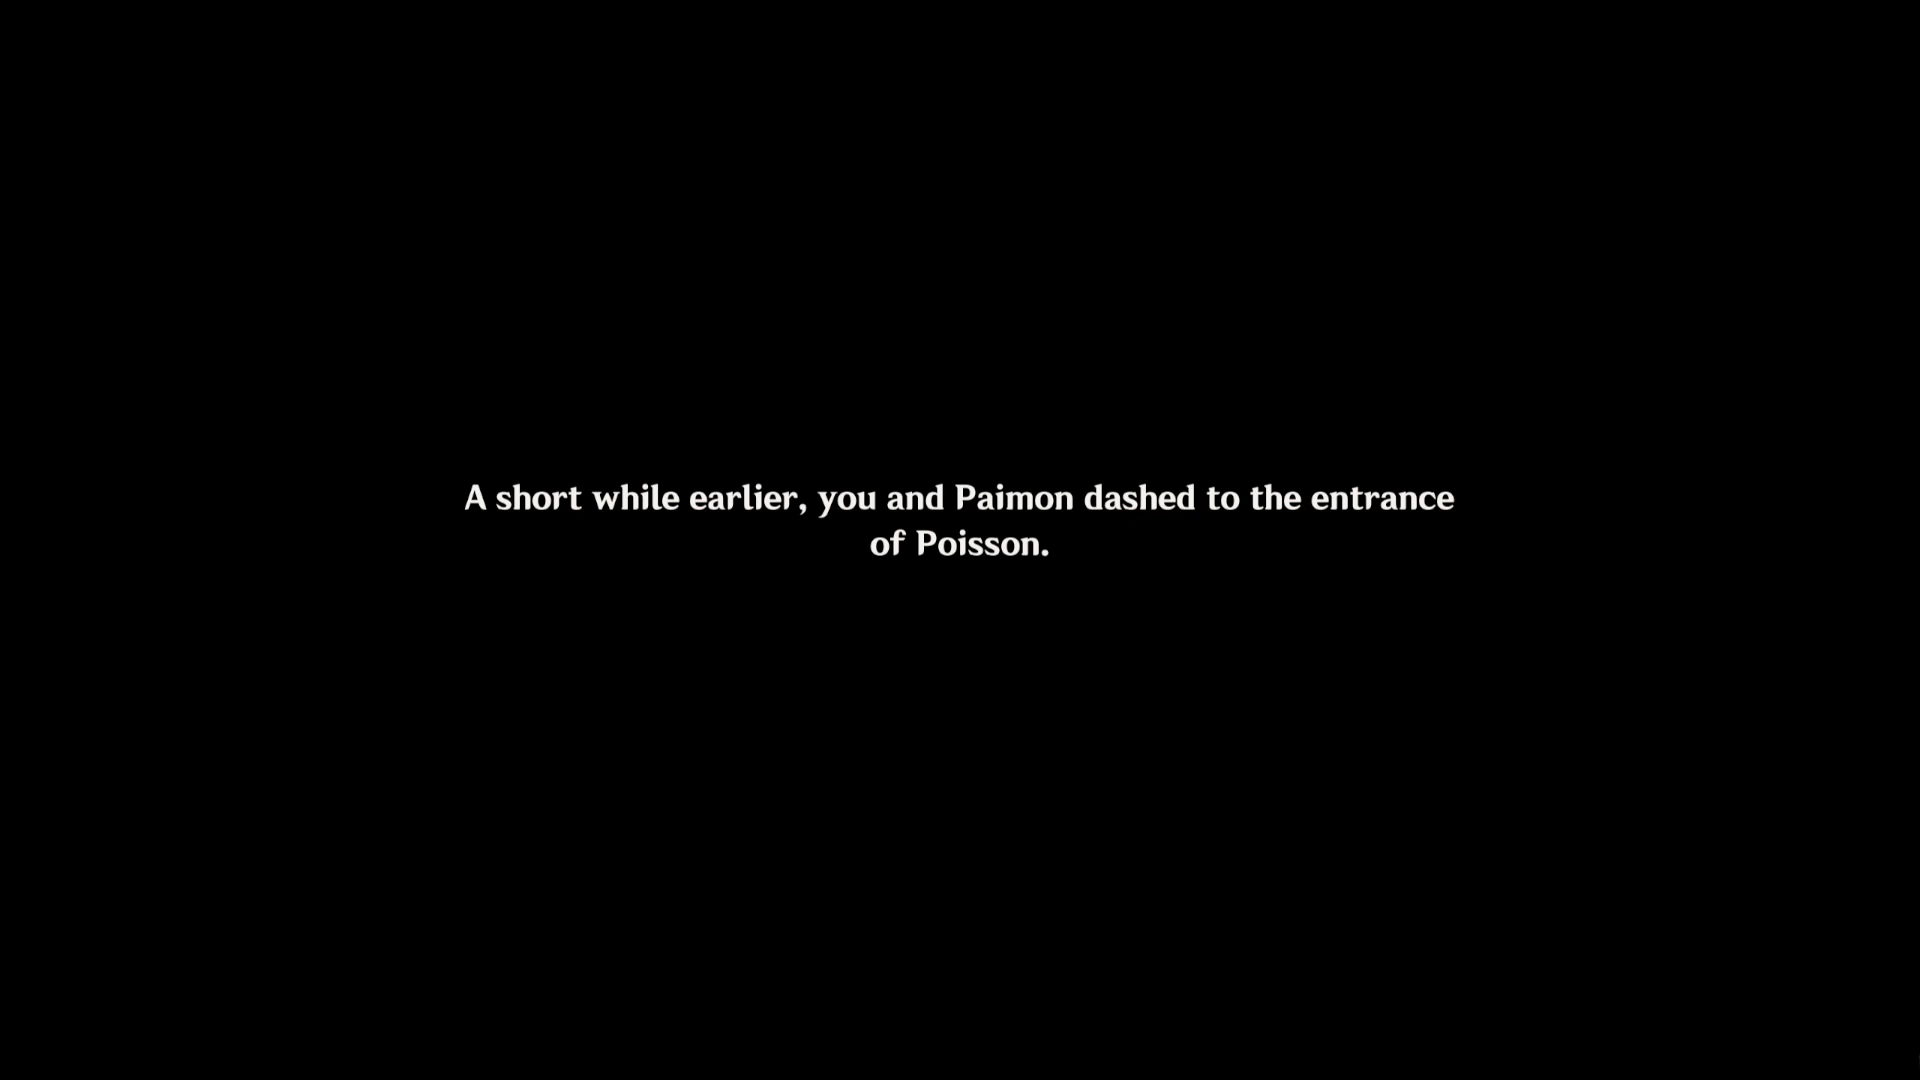 A short while earlier, you and Paimon dashed to the entrance
of Poisson.